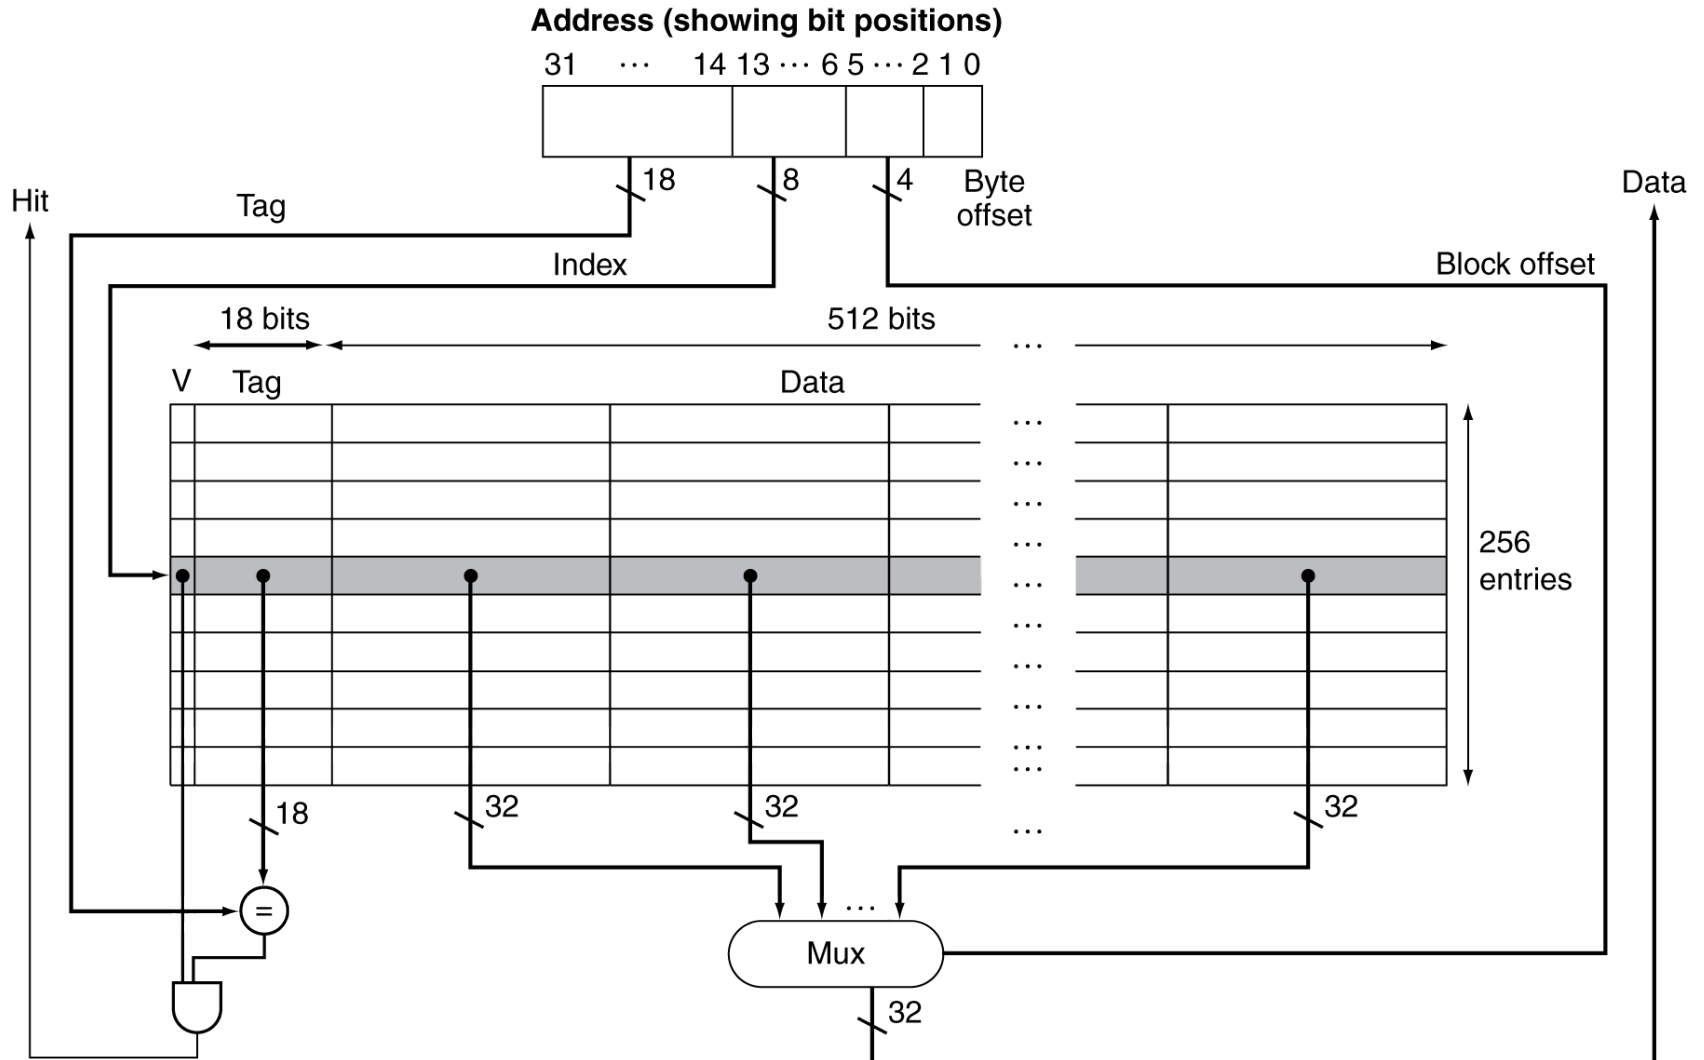 Address (showing bit positions)
31 ··· 14 13 ··· 6 5 ··· 2 1 0
18 8 4 Byte offset
Hit
Tag
Data
Index
Block offset
18 bits
512 bits
···
V Tag Data
···
···
···
···
···
···
···
···
···
···
256 entries
18 32 32 32
···
=
···
Mux
32